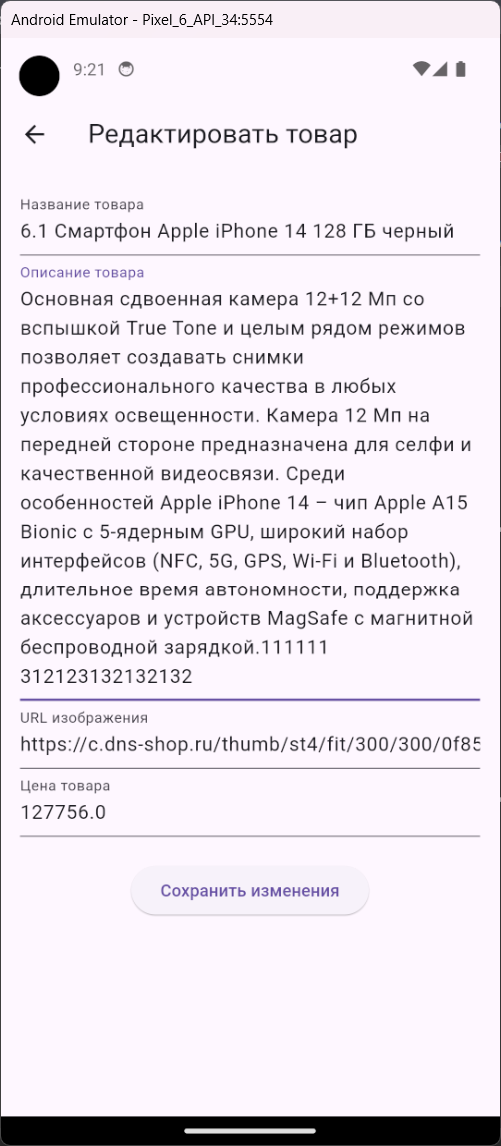 Android Emulator - Pixel_6_API_34:5554
9:21
Редактировать товар
Название товара
6.1 Смартфон Apple iPhone 14 128 ГБ черный
Описание товара
Основная сдвоенная камера 12+12 Мп со
вспышкой True Tone и целым рядом режимов
позволяет создавать снимки
профессионального качества в любых
условиях освещенности. Камера 12 Мп на
передней стороне предназначена для селфи и
качественной видеосвязи. Среди
особенностей Apple iPhone 14 – чип Apple A15
Bionic с 5-ядерным GPU, широкий набор
интерфейсов (NFC, 5G, GPS, Wi-Fi и Bluetooth),
длительное время автономности, поддержка
аксессуаров и устройств MagSafe с магнитной
беспроводной зарядкой.111111
312123132132132
URL изображения
https://c.dns-shop.ru/thumb/st4/fit/300/300/0f85
Цена товара
127756.0
Сохранить изменения